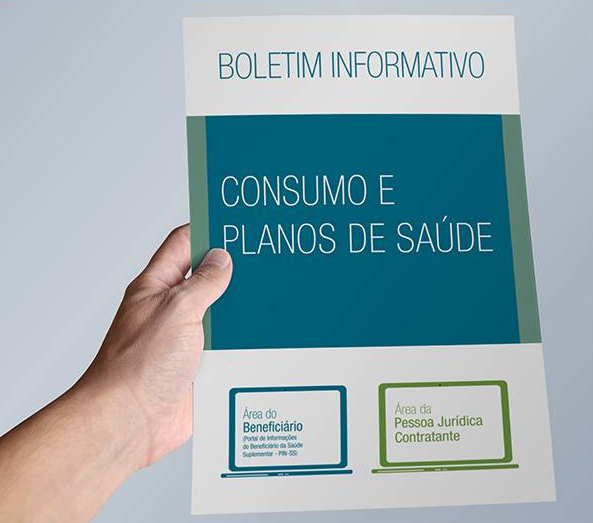 BOLETIM INFORMATIVO
CONSUMO E
PLANOS DE SAÚDE
Área do
Beneficiário
(Portal de Informações
do Beneficiário da Saúde
Suplementar - PIN-SS)
Área da
Pessoa Jurídica
Contratante